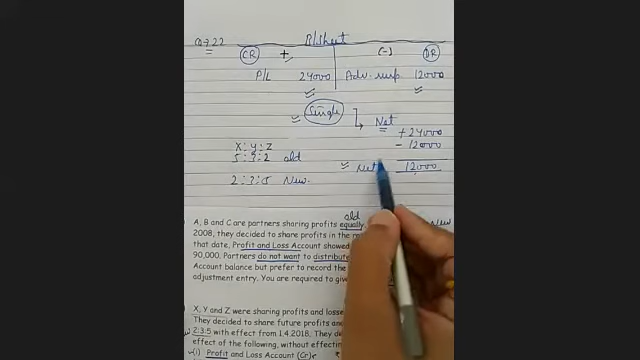 Q-7.22
B/Sheet
CR + (-) DR
P/L 24000 Adv. susp 12000
Single
Net
+ 24000
- 12000
X : Y : Z
5 : 3 : 2 old
Net 12000
2 : 3 : 5 New.
old
A, B and C are partners sharing profits equally
2008, they decided to share profits in the
that date, Profit and Loss Account showed
90,000. Partners do not want to distribute
Account balance but prefer to record the
adjustment entry. You are required to give
X, Y and Z were sharing profits and losses
They decided to share future profits and
2:3:5 with effect from 1.4.2018. They
effect of the following, without effecting
(i) Profit and Loss Account (Cr)